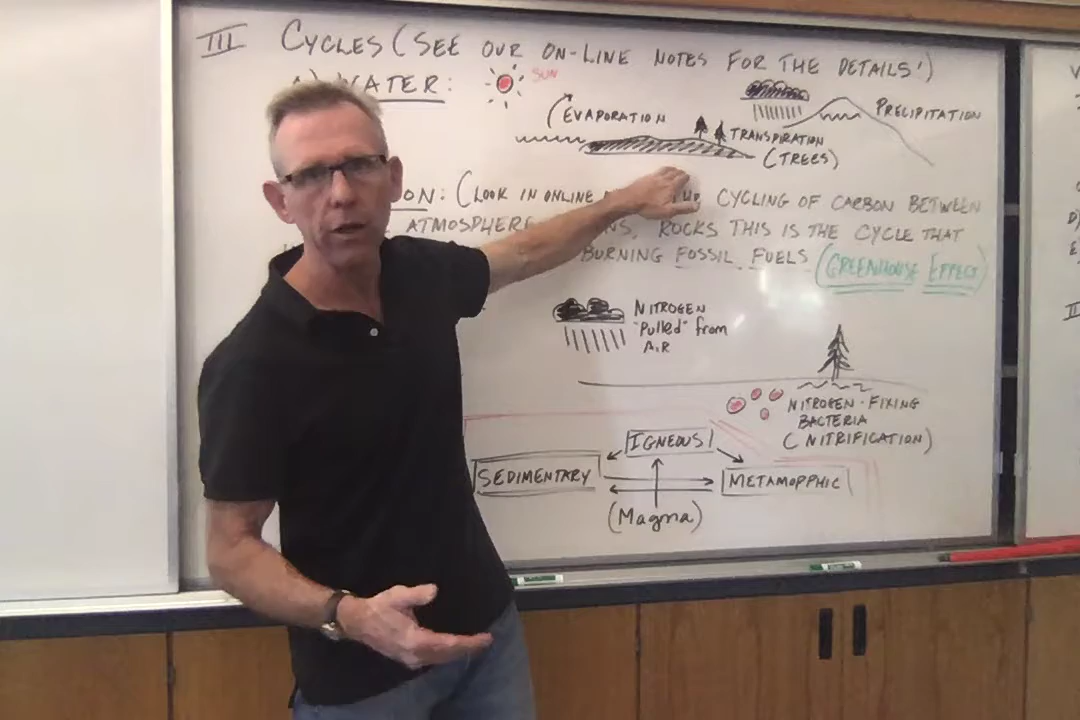 III CYCLES (SEE OUR ON-LINE NOTES FOR THE DETAILS!)
WATER:
SUN
EVAPORATION
TRANSPIRATION
(TREES)
PRECIPITATION
ON: (LOOK IN ONLINE CYCLING OF CARBON BETWEEN
ATMOSPHERE NS, ROCKS THIS IS THE CYCLE THAT
BURNING FOSSIL FUELS (GREENHOUSE EFFECT)
NITROGEN
"Pulled" from
AIR
NITROGEN-FIXING
BACTERIA
(NITRIFICATION)
IGNEOUS
SEDIMENTARY
METAMORPHIC
(Magma)